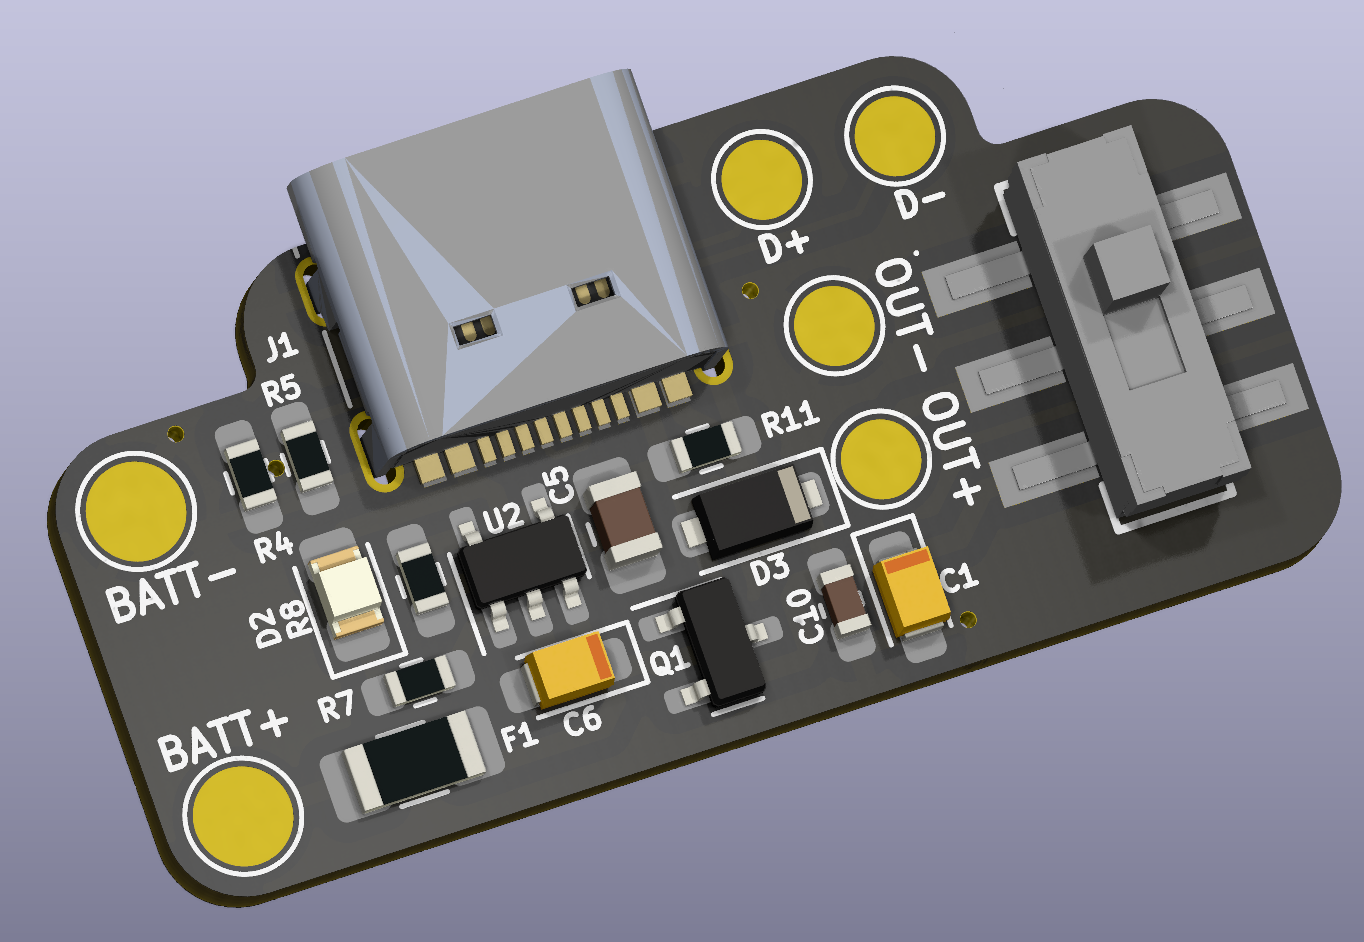 D-
D+
OUT-
J1
R5
OUT+
R11
C5
U2
R4
BATT-
D3
C1
C10
D2
R8
Q1
R7
BATT+
F1
C6